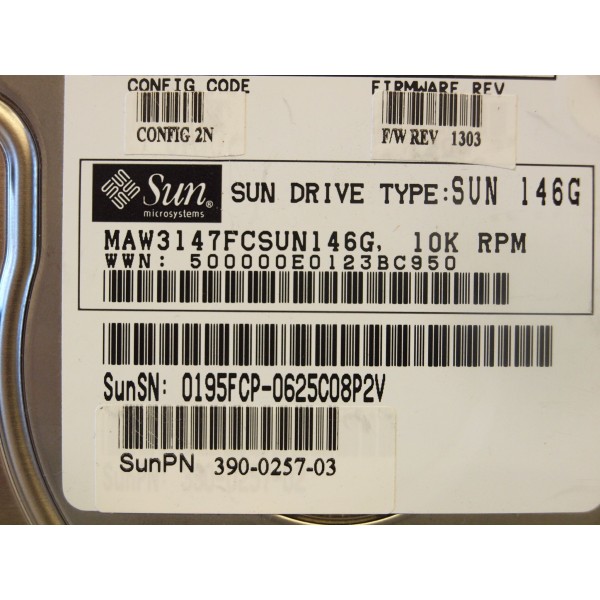 CONFIG CODE
CONFIG 2N
FIRMWARE REV
F/W REV 1303
Sun
microsystems
SUN DRIVE TYPE:SUN 146G
MAW3147FCSUN146G, 10K RPM
WWN: 500000E0123BC950
SunSN: 0195FCP-0625C08P2V
SunPN 390-0257-03